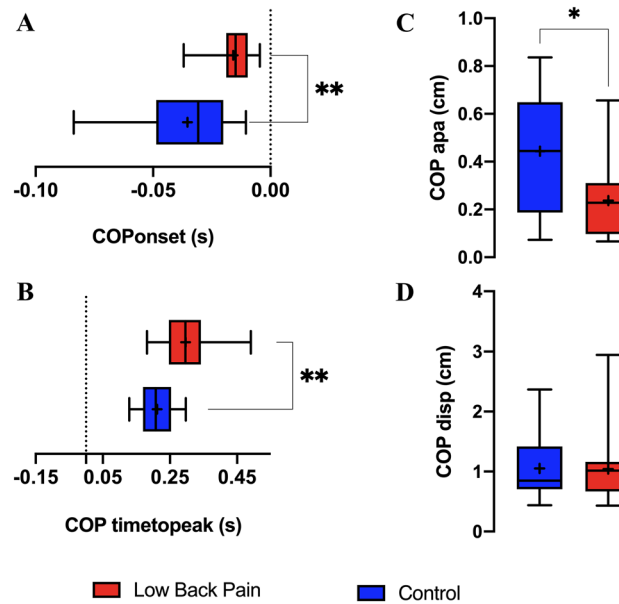 A
**
-0.10
-0.05
0.00
COPonset (s)
B
**
-0.15
0.05
0.25
0.45
COP timetopeak (s)
C
*
COP apa (cm)
1.0
0.8
0.6
0.4
0.2
0.0
D
COP disp (cm)
4
3
2
1
0
Low Back Pain
Control